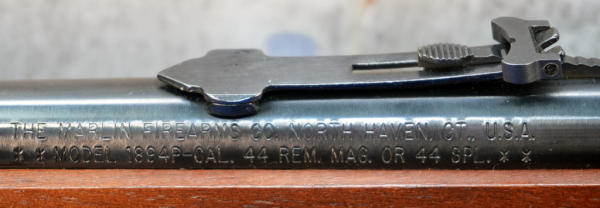 THE MARLIN FIREARMS CO. NORTH HAVEN, CT., U.S.A.
* * MODEL 1894P-CAL. 44 REM. MAG. OR 44 SPL. * *